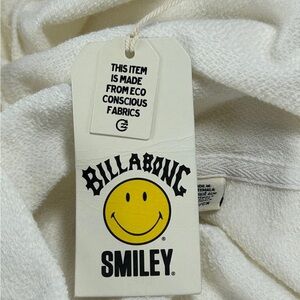 THIS ITEM
IS MADE
FROM ECO
CONSCIOUS
FABRICS
BILLABONG
®
SMILEY®